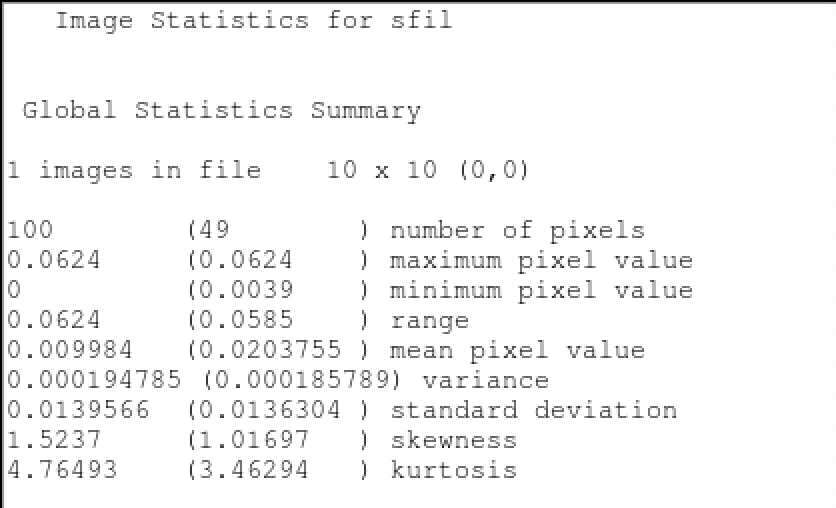 Image Statistics for sfil
Global Statistics Summary
1 images in file    10 x 10 (0,0)
100        (49        ) number of pixels
0.0624     (0.0624    ) maximum pixel value
0          (0.0039    ) minimum pixel value
0.0624     (0.0585    ) range
0.009984   (0.0203755 ) mean pixel value
0.000194785 (0.000185789) variance
0.0139566  (0.0136304 ) standard deviation
1.5237     (1.01697   ) skewness
4.76493    (3.46294   ) kurtosis